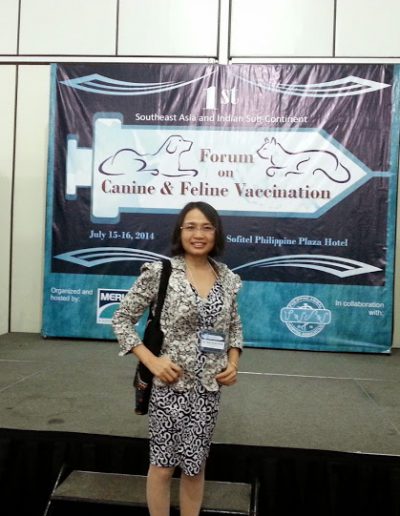 1st
Southeast Asia and Indian Sub-Continent
Forum
on
Canine & Feline Vaccination
July 15-16, 2014
Sofitel Philippine Plaza Hotel
Organized and
hosted by:
In collaboration
with: